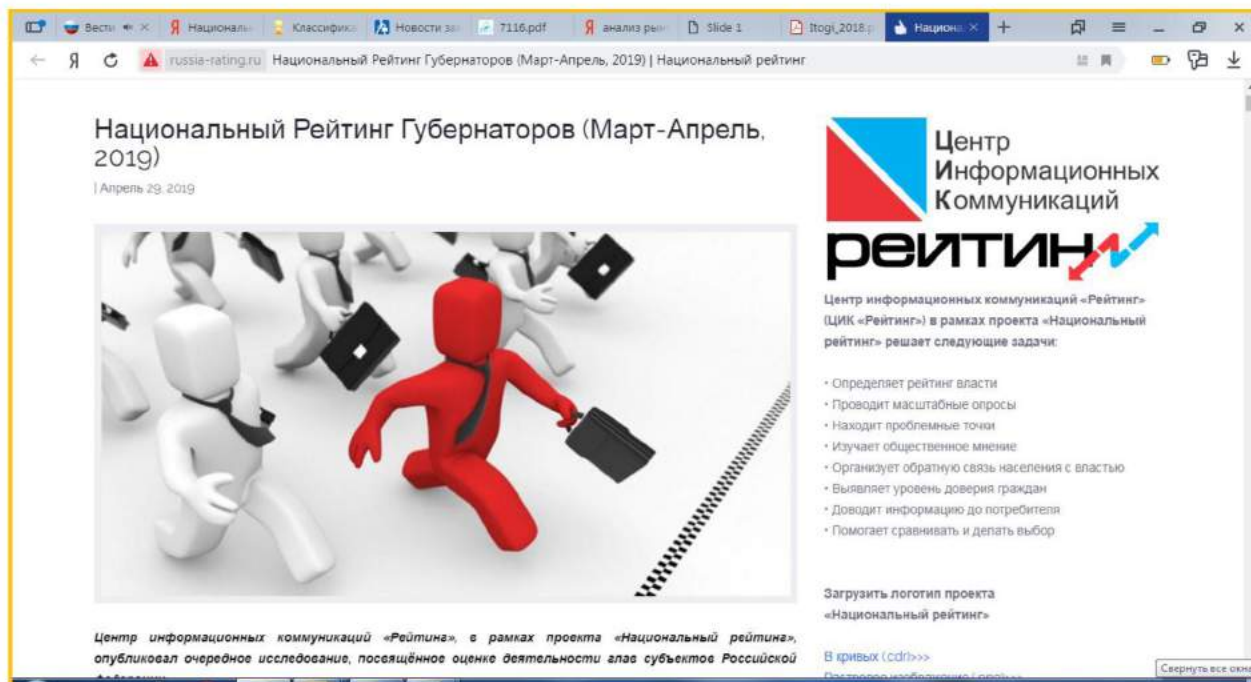 Вести
Националь
Классифика
Новости за
7116.pdf
анализ рын
Slide 1
Itogi_2018.p
Национа
russia-rating.ru Национальный Рейтинг Губернаторов (Март-Апрель, 2019) | Национальный рейтинг
Национальный Рейтинг Губернаторов (Март-Апрель,
2019)
| Апрель 29, 2019
Центр информационных коммуникаций «Рейтинг», в рамках проекта «Национальный рейтинг»,
опубликовал очередное исследование, посвящённое оценке деятельности глав субъектов Российской
Центр
Информационных
Коммуникаций
рейтинг
Центр информационных коммуникаций «Рейтинг»
(ЦИК «Рейтинг») в рамках проекта «Национальный
рейтинг» решает следующие задачи:
• Определяет рейтинг власти
• Проводит масштабные опросы
• Находит проблемные точки
• Изучает общественное мнение
• Организует обратную связь населения с властью
• Выявляет уровень доверия граждан
• Доводит информацию до потребителя
• Помогает сравнивать и делать выбор
Загрузить логотип проекта
«Национальный рейтинг»
В кривых (cdr)>>>
Растровое изображение (.png)>>>
Свернуть все окна